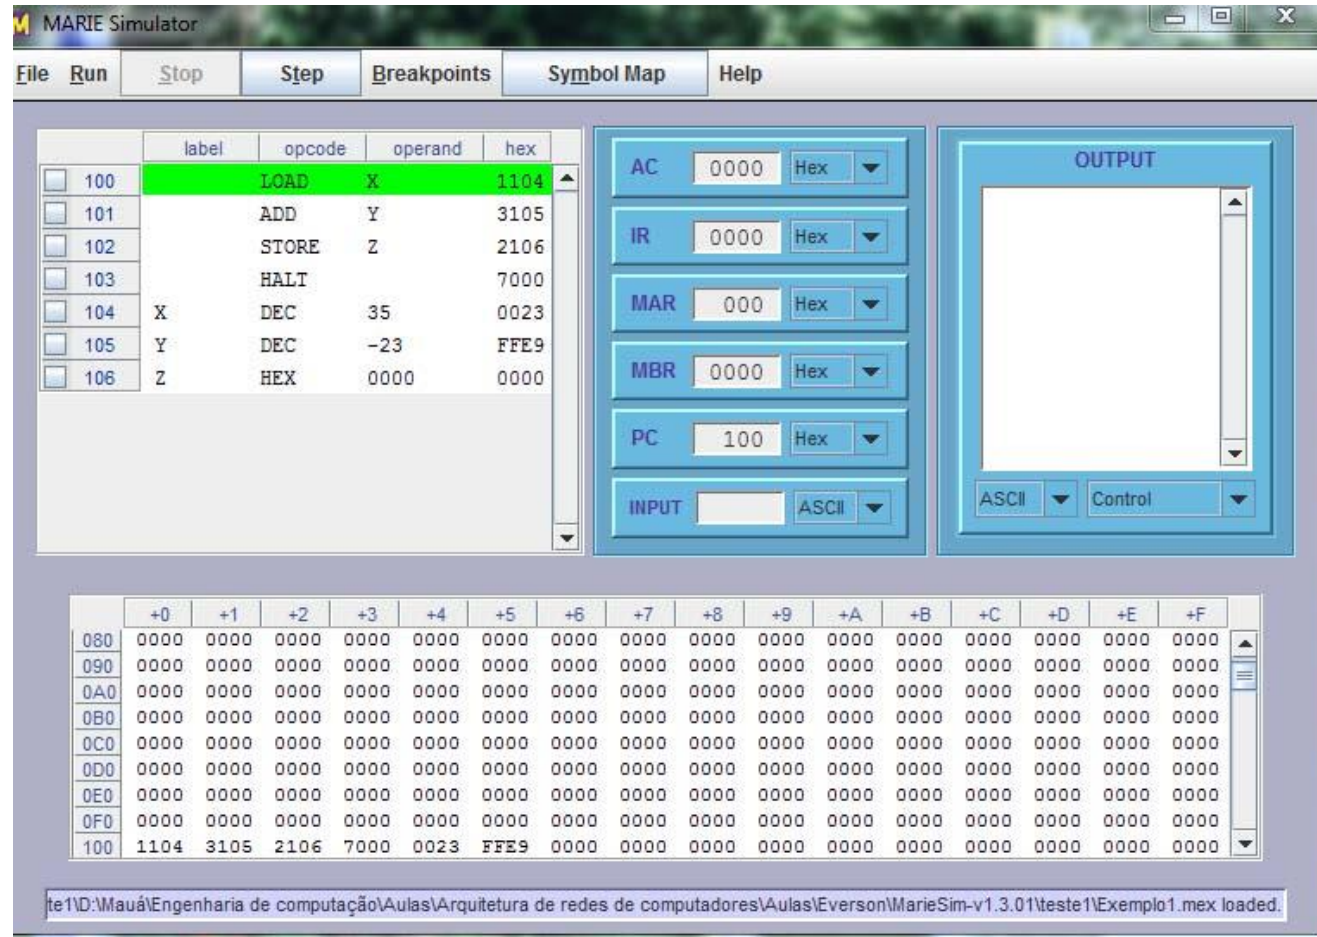 MARIE Simulator
File Run Stop Step Breakpoints Symbol Map Help
label opcode operand hex
100 LOAD X 1104
101 ADD Y 3105
102 STORE Z 2106
103 HALT 7000
104 X DEC 35 0023
105 Y DEC -23 FFE9
106 Z HEX 0000 0000
AC 0000 Hex
IR 0000 Hex
MAR 000 Hex
MBR 0000 Hex
PC 100 Hex
INPUT ASCII
OUTPUT
ASCII Control
+0 +1 +2 +3 +4 +5 +6 +7 +8 +9 +A +B +C +D +E +F
080 0000 0000 0000 0000 0000 0000 0000 0000 0000 0000 0000 0000 0000 0000 0000 0000
090 0000 0000 0000 0000 0000 0000 0000 0000 0000 0000 0000 0000 0000 0000 0000 0000
0A0 0000 0000 0000 0000 0000 0000 0000 0000 0000 0000 0000 0000 0000 0000 0000 0000
0B0 0000 0000 0000 0000 0000 0000 0000 0000 0000 0000 0000 0000 0000 0000 0000 0000
0C0 0000 0000 0000 0000 0000 0000 0000 0000 0000 0000 0000 0000 0000 0000 0000 0000
0D0 0000 0000 0000 0000 0000 0000 0000 0000 0000 0000 0000 0000 0000 0000 0000 0000
0E0 0000 0000 0000 0000 0000 0000 0000 0000 0000 0000 0000 0000 0000 0000 0000 0000
0F0 0000 0000 0000 0000 0000 0000 0000 0000 0000 0000 0000 0000 0000 0000 0000 0000
100 1104 3105 2106 7000 0023 FFE9 0000 0000 0000 0000 0000 0000 0000 0000 0000 0000
te1\D:\Mauá\Engenharia de computação\Aulas\Arquitetura de redes de computadores\Aulas\Everson\MarieSim-v1.3.01\teste1\Exemplo1.mex loaded.